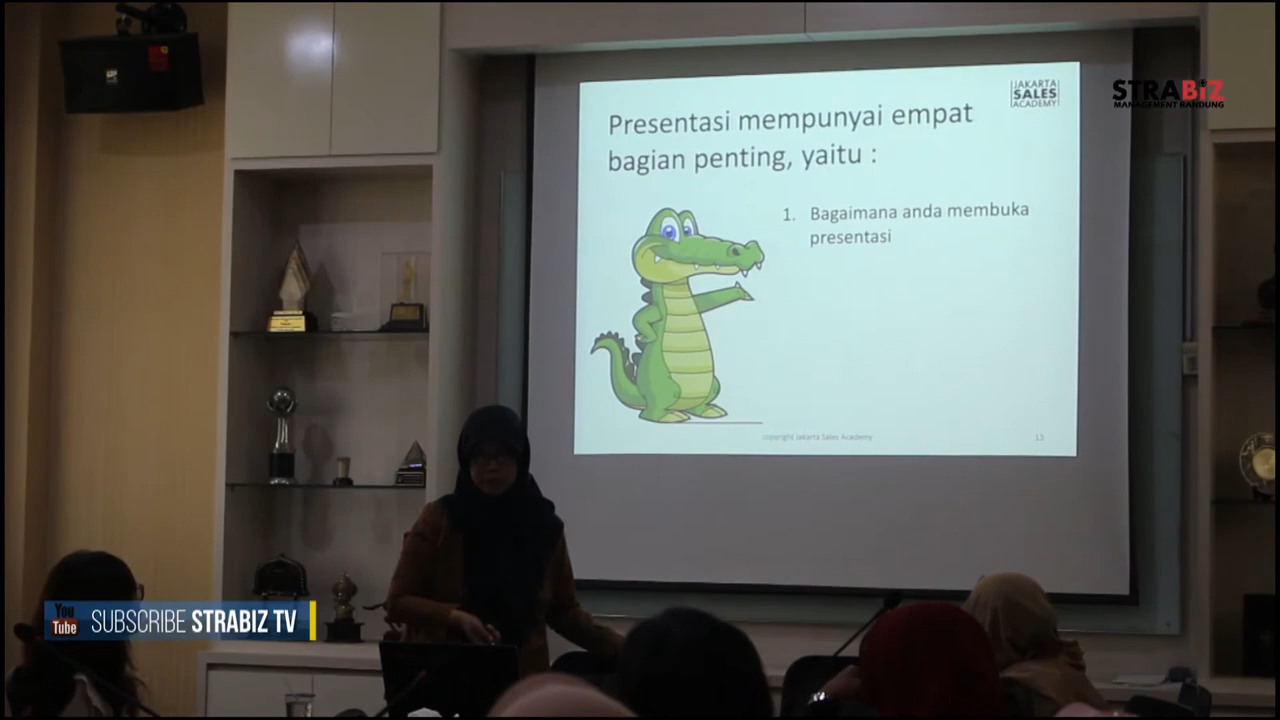 Presentasi mempunyai empat
bagian penting, yaitu :
JAKARTA
SALES
ACADEMY
STRABIZ
MANAGEMENT BANDUNG
1. Bagaimana anda membuka
presentasi
copyright Jakarta Sales Academy
13
You
Tube
SUBSCRIBE STRABIZ TV